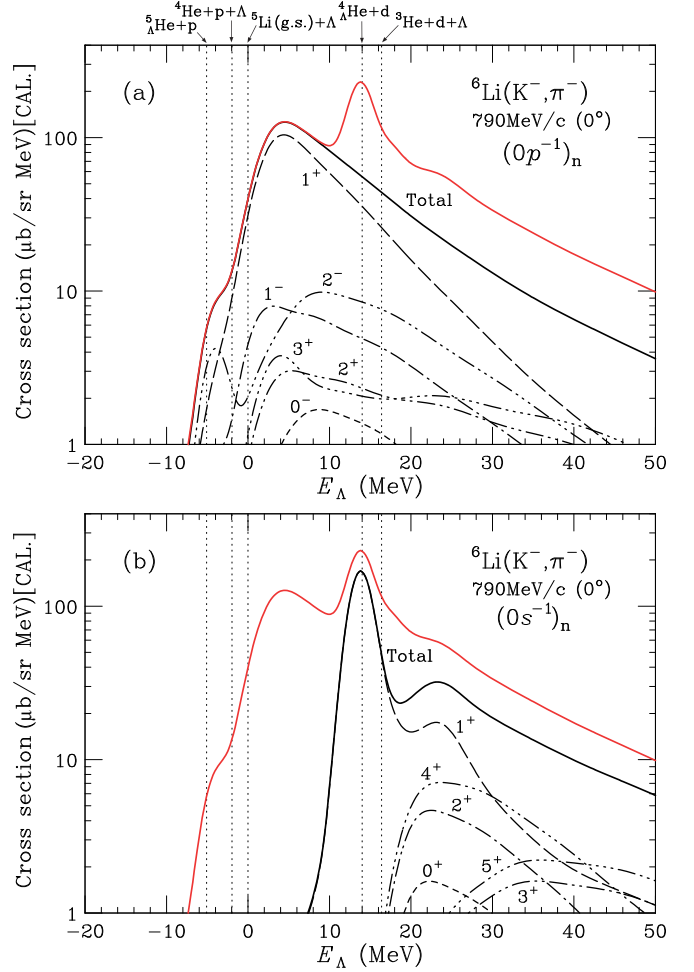 ⁵ΛHe+p ⁴He+p+Λ ⁵Li(g.s.)+Λ ⁴ΛHe+d ³He+d+Λ
(a)
⁶Li(K⁻,π⁻)
790MeV/c (0°)
(0p⁻¹)ₙ
Total
1⁺
1⁻
2⁻
3⁺
2⁺
0⁻
100
10
1
Cross section (μb/sr MeV)[CAL.]
−20 −10 0 10 20 30 40 50
E_Λ (MeV)
(b)
⁶Li(K⁻,π⁻)
790MeV/c (0°)
(0s⁻¹)ₙ
Total
1⁺
4⁺
2⁺
0⁺
5⁺
3⁺
100
10
1
Cross section (μb/sr MeV)[CAL.]
−20 −10 0 10 20 30 40 50
E_Λ (MeV)